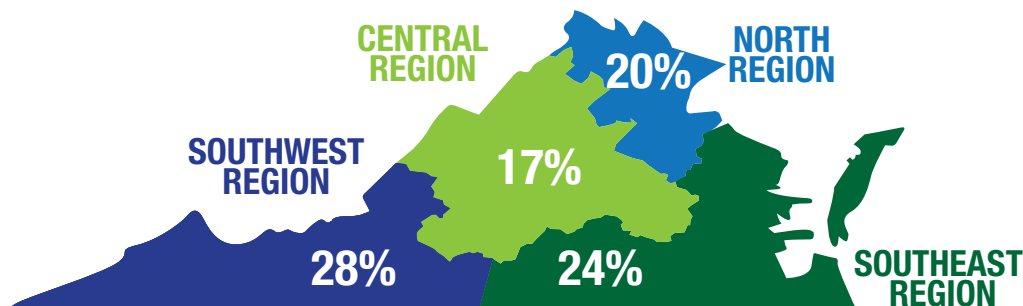 CENTRAL
REGION
NORTH
REGION
20%
SOUTHWEST
REGION
17%
28%
24%
SOUTHEAST
REGION